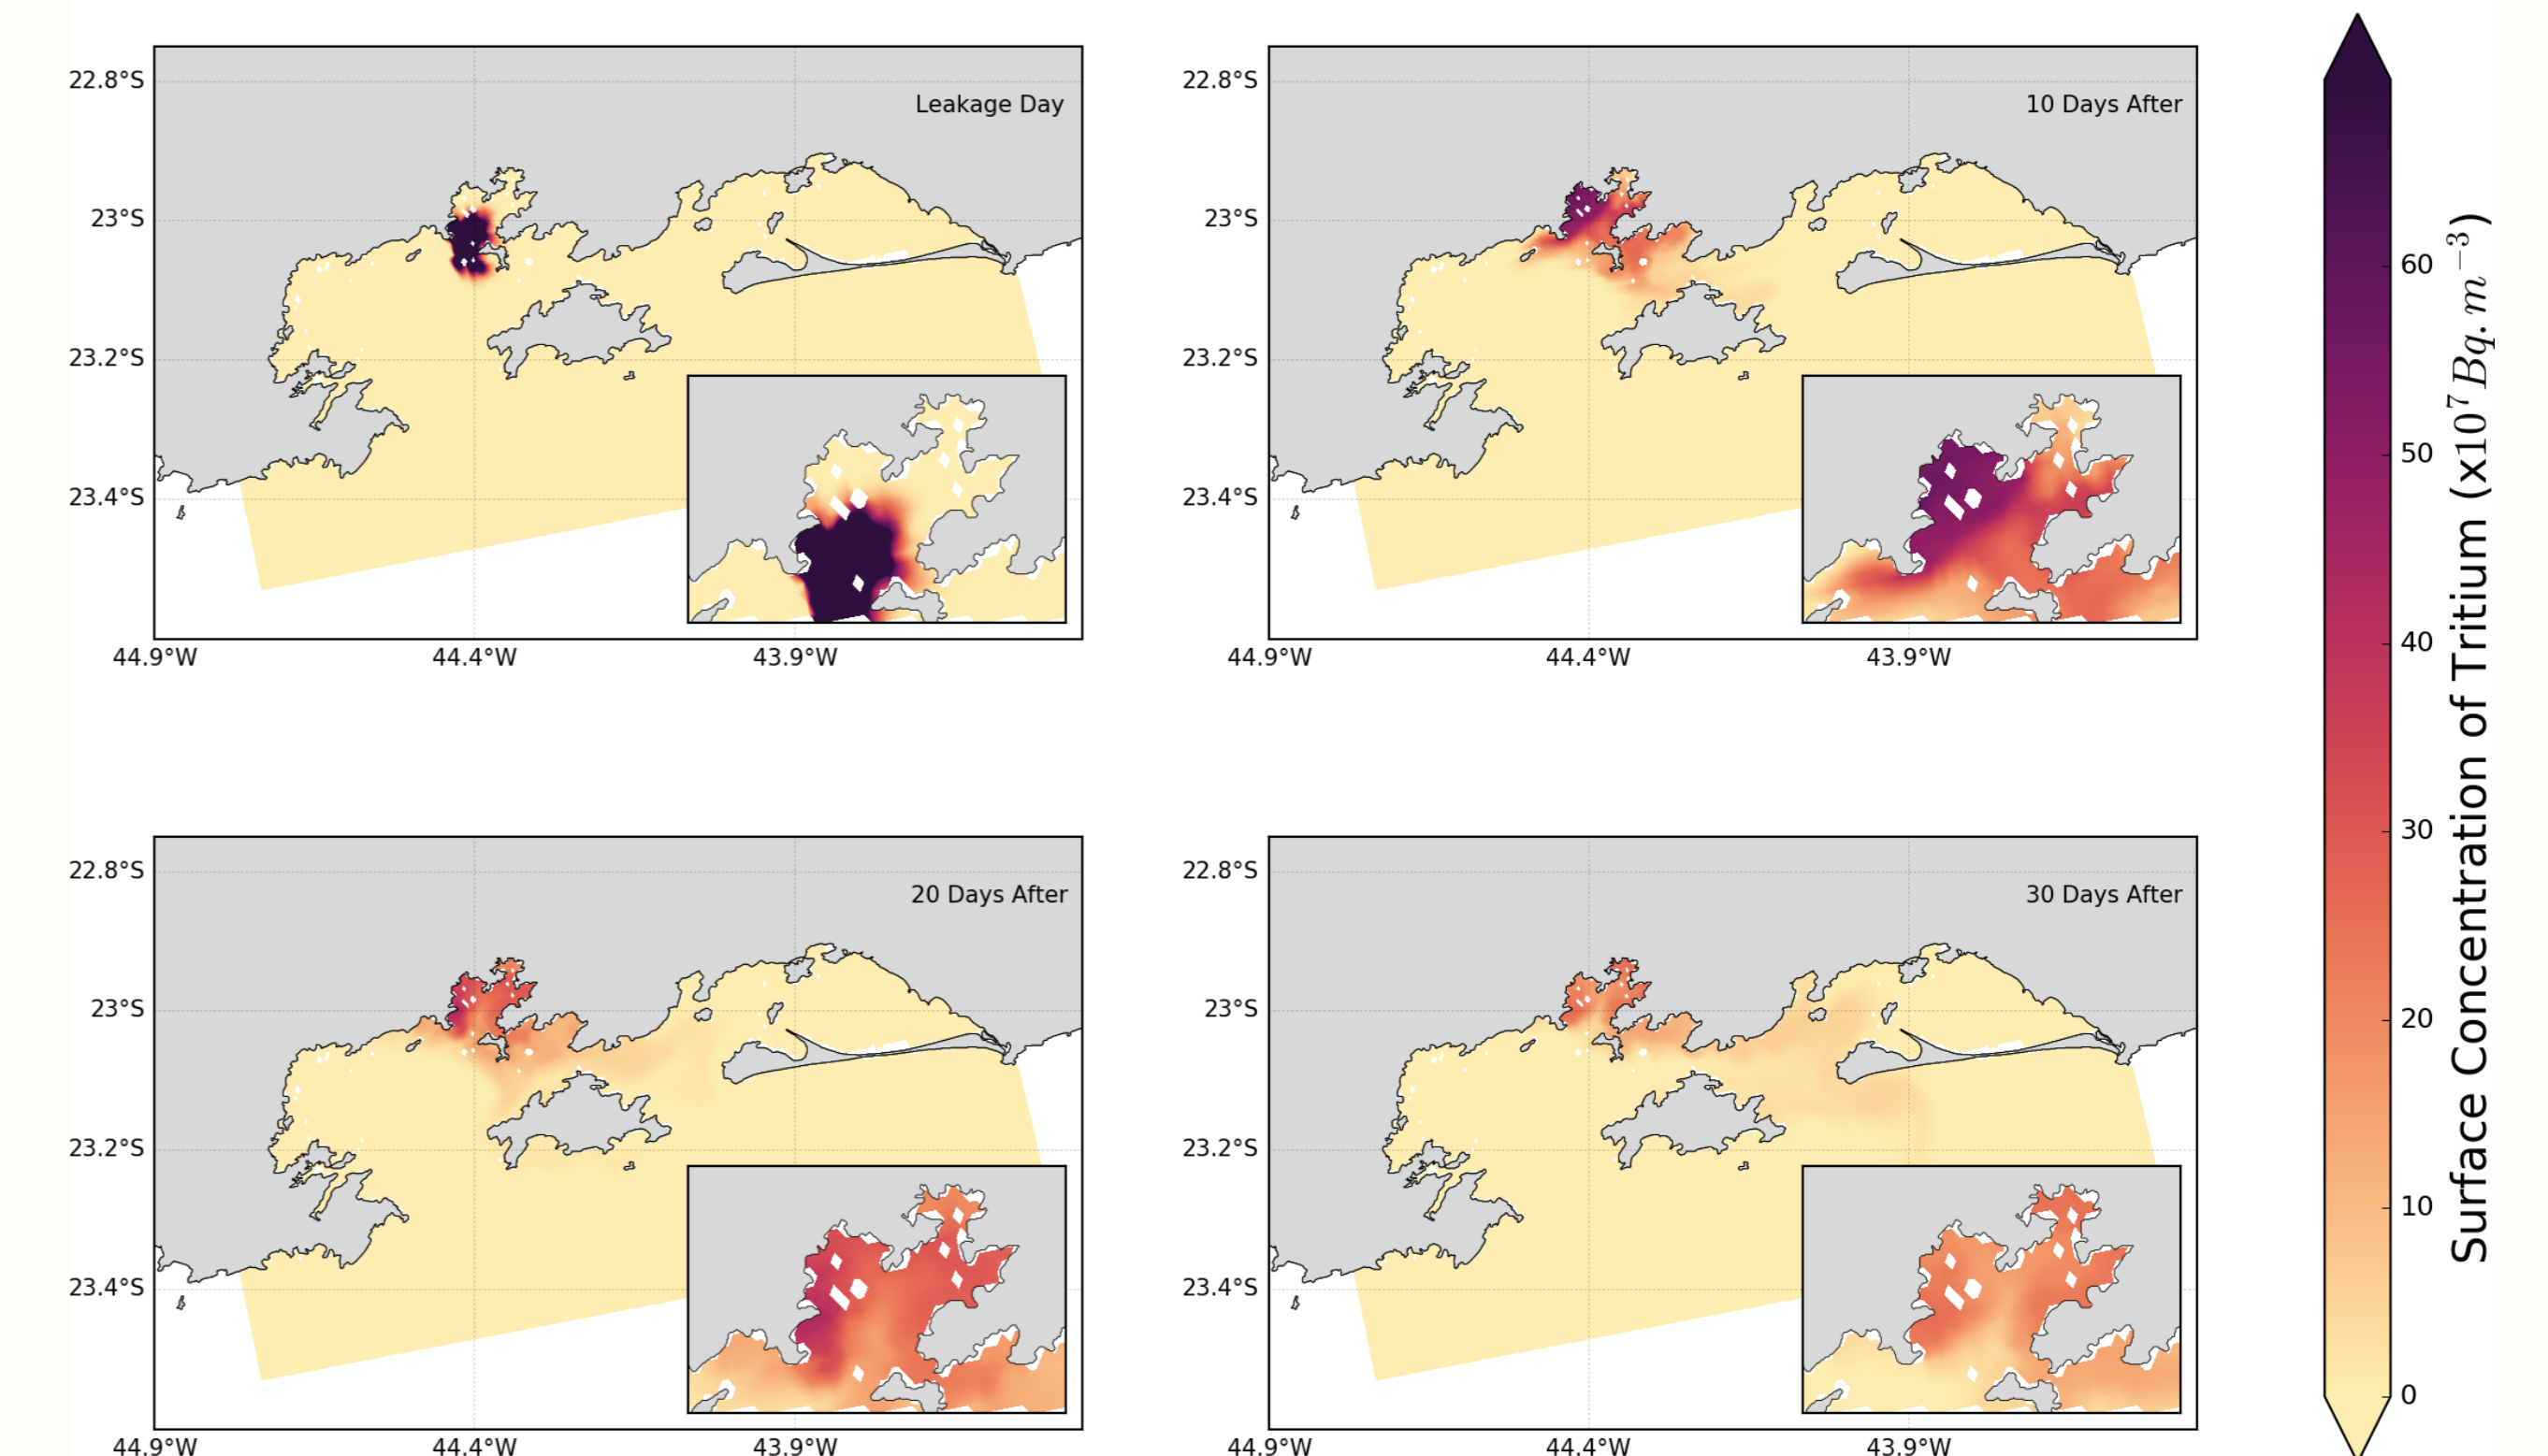 Leakage Day
22.8°S
23°S
23.2°S
23.4°S
44.9°W 44.4°W 43.9°W
10 Days After
22.8°S
23°S
23.2°S
23.4°S
44.9°W 44.4°W 43.9°W
20 Days After
22.8°S
23°S
23.2°S
23.4°S
44.9°W 44.4°W 43.9°W
30 Days After
22.8°S
23°S
23.2°S
23.4°S
44.9°W 44.4°W 43.9°W
60
50
40
30
20
10
0
Surface Concentration of Tritium (x10⁷Bq.m⁻³)